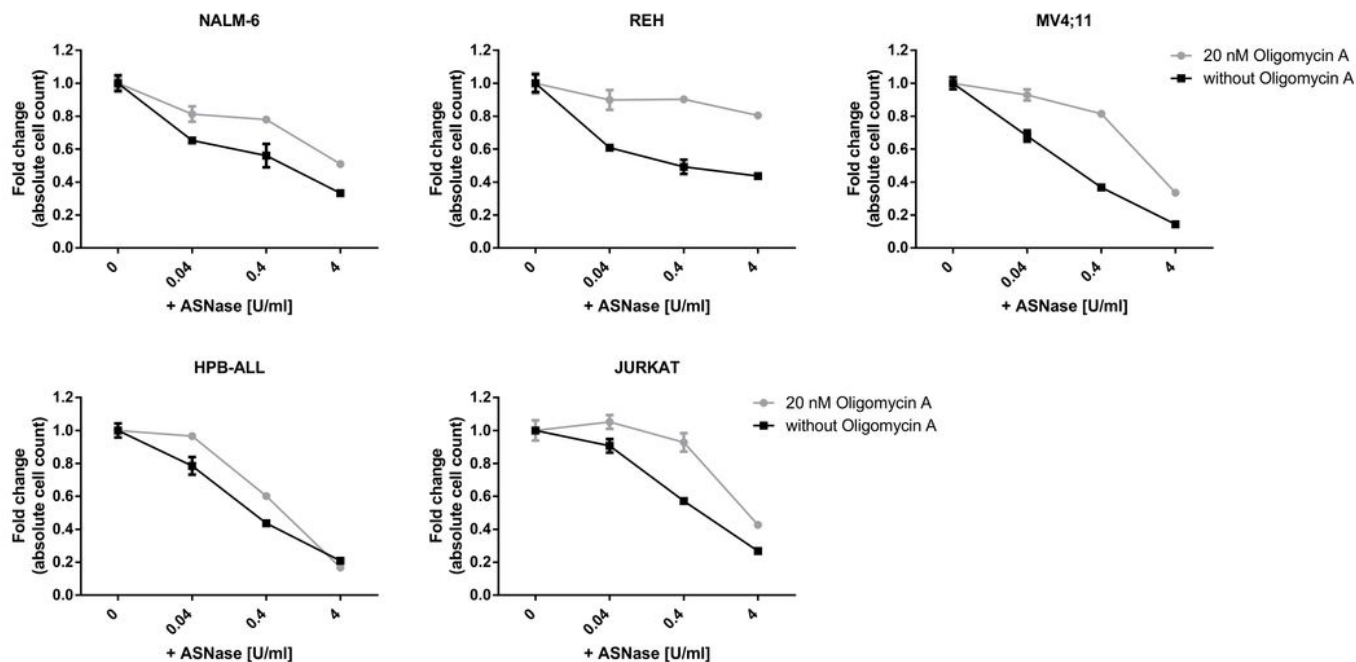 NALM-6
Fold change
(absolute cell count)
1.2
1.0
0.8
0.6
0.4
0.2
0.0
0
0.04
0.4
4
+ ASNase [U/ml]
REH
Fold change
(absolute cell count)
1.2
1.0
0.8
0.6
0.4
0.2
0.0
0
0.04
0.4
4
+ ASNase [U/ml]
MV4;11
Fold change
(absolute cell count)
1.2
1.0
0.8
0.6
0.4
0.2
0.0
0
0.04
0.4
4
+ ASNase [U/ml]
20 nM Oligomycin A
without Oligomycin A
HPB-ALL
Fold change
(absolute cell count)
1.2
1.0
0.8
0.6
0.4
0.2
0.0
0
0.04
0.4
4
+ ASNase [U/ml]
JURKAT
Fold change
(absolute cell count)
1.2
1.0
0.8
0.6
0.4
0.2
0.0
0
0.04
0.4
4
+ ASNase [U/ml]
20 nM Oligomycin A
without Oligomycin A